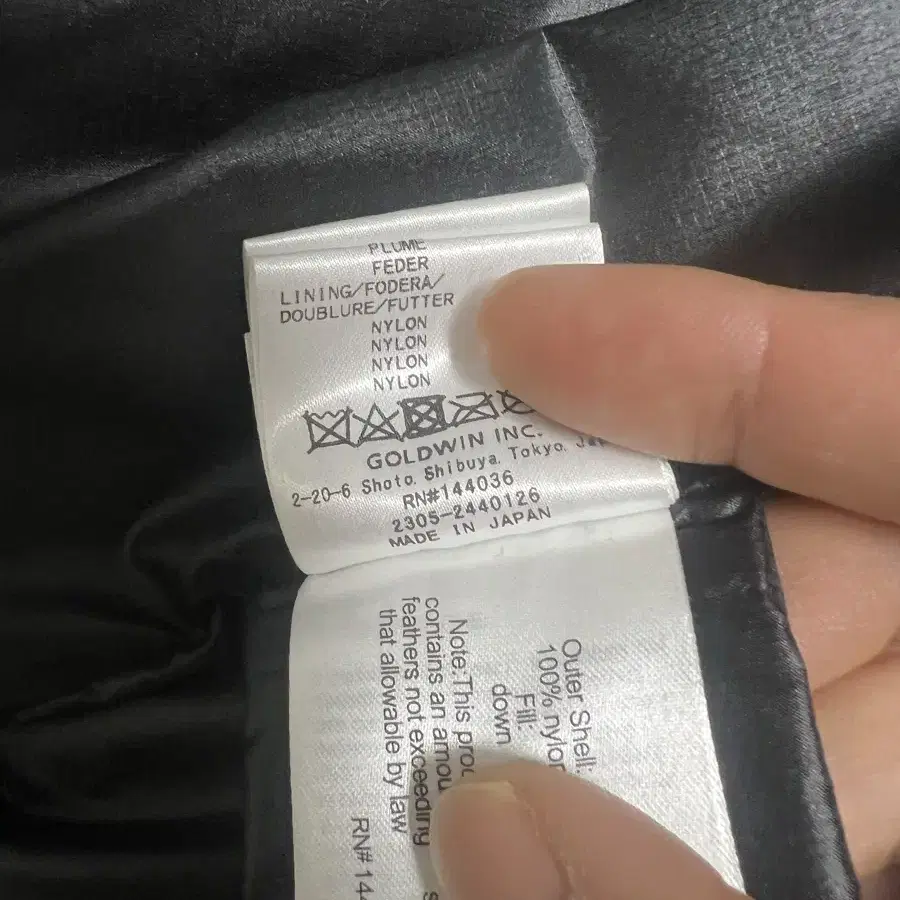 PLUME
FEDER
LINING/FODERA/
DOUBLURE/FUTTER
NYLON
NYLON
NYLON
NYLON
GOLDWIN INC.
2-20-6 Shoto, Shibuya, Tokyo, Ja
RN#144036
2305-2440126
MADE IN JAPAN
Outer Shell:
100% nylon
Fill:
down
Note:This
contains an
feathers not exceeding
that allowable by law
RN#144